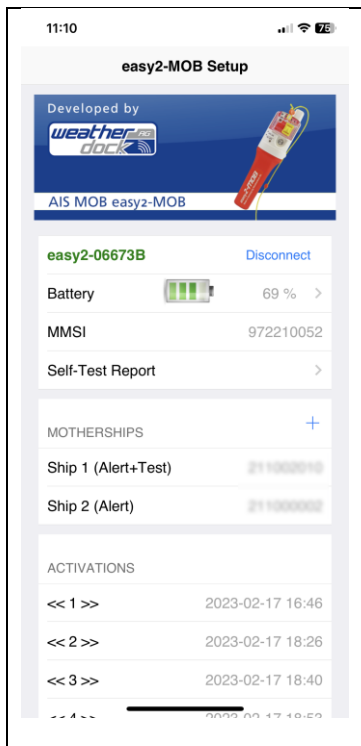 11:10
75
easy2-MOB Setup
Developed by
weather AG
dock
AIS MOB easy2-MOB
easy2-06673B Disconnect
Battery 69 % >
MMSI 972210052
Self-Test Report >
MOTHERSHIPS +
Ship 1 (Alert+Test)
Ship 2 (Alert)
ACTIVATIONS
<< 1 >> 2023-02-17 16:46
<< 2 >> 2023-02-17 18:26
<< 3 >> 2023-02-17 18:40